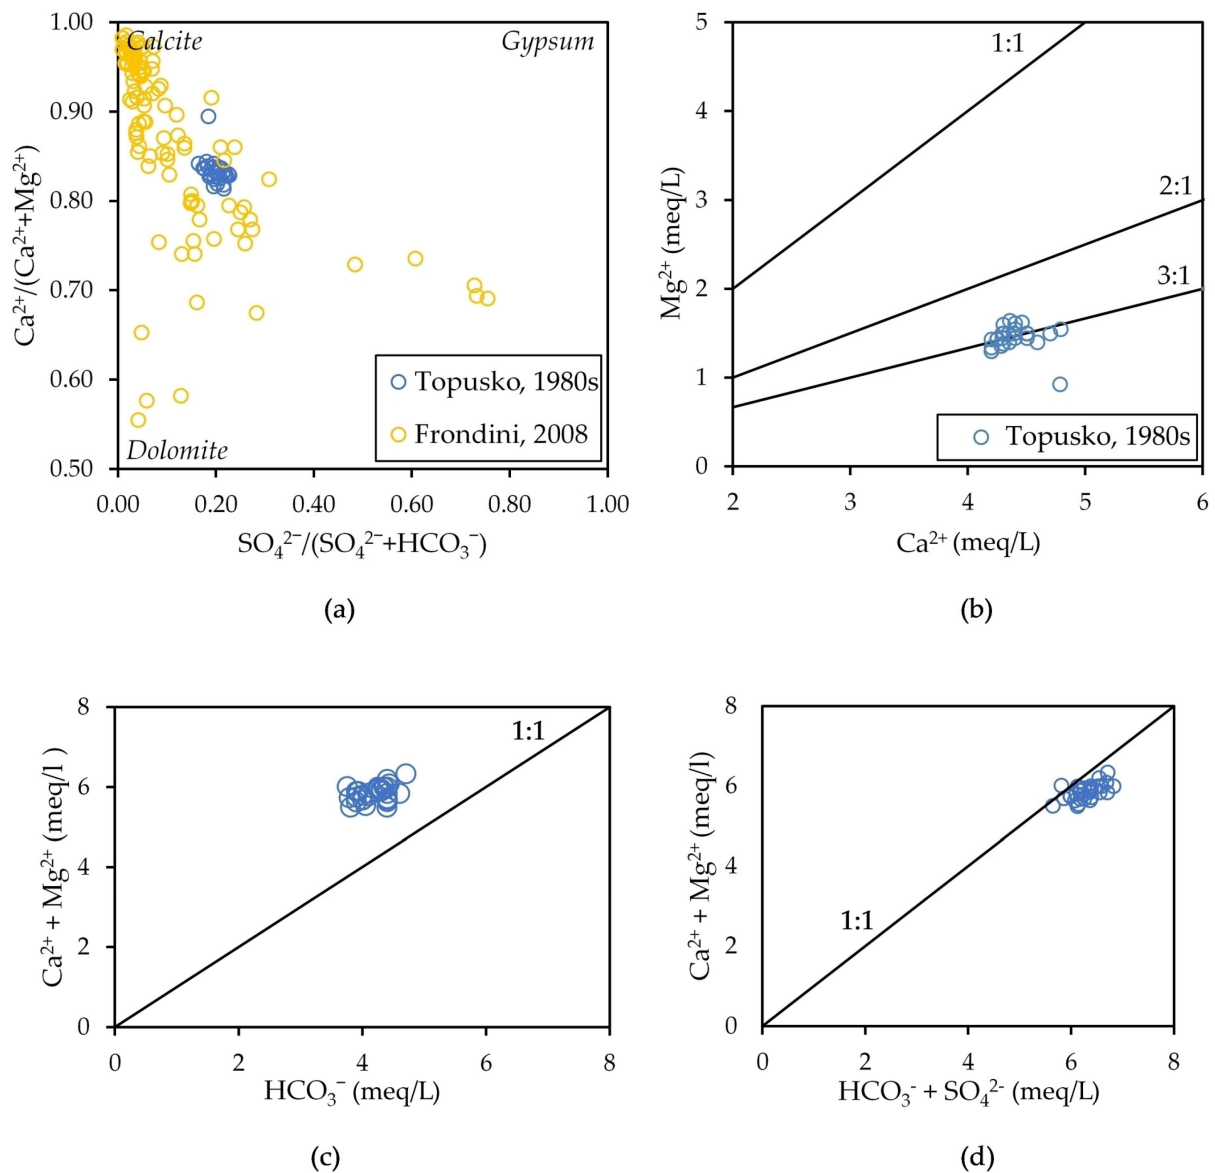 1.00
0.90
0.80
0.70
0.60
0.50
Ca²⁺/(Ca²⁺+Mg²⁺)
Calcite
Gypsum
Topusko, 1980s
Frondini, 2008
Dolomite
0.00 0.20 0.40 0.60 0.80 1.00
SO₄²⁻/(SO₄²⁻+HCO₃⁻)
(a)
5
4
3
2
1
0
Mg²⁺ (meq/L)
1:1
2:1
3:1
Topusko, 1980s
2 3 4 5 6
Ca²⁺ (meq/L)
(b)
8
6
4
2
0
Ca²⁺ + Mg²⁺ (meq/l )
1:1
0 2 4 6 8
HCO₃⁻ (meq/L)
(c)
8
6
4
2
0
Ca²⁺ + Mg²⁺ (meq/l)
1:1
0 2 4 6 8
HCO₃⁻ + SO₄²⁻ (meq/L)
(d)